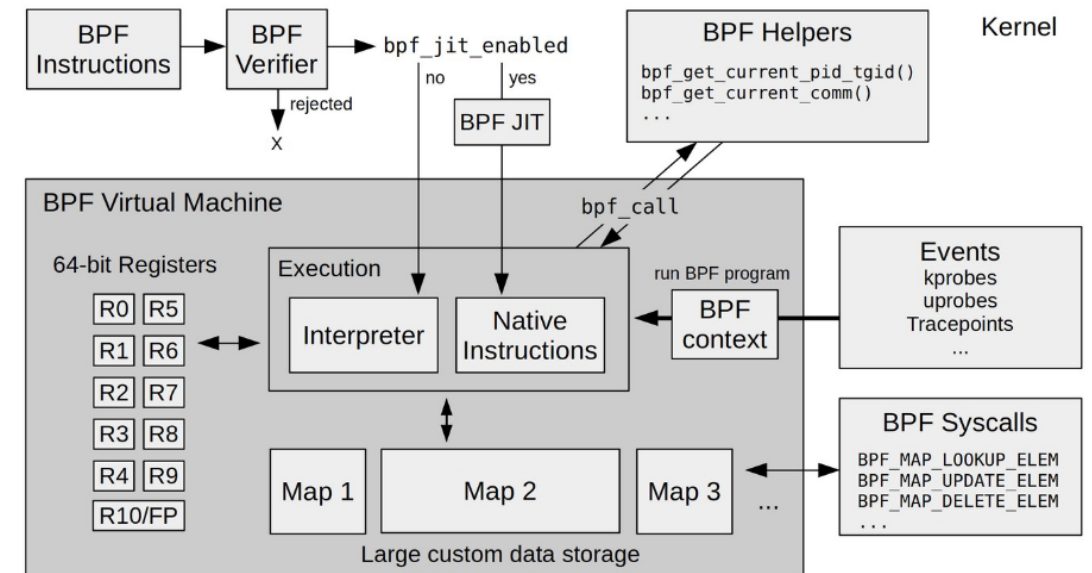 BPF
Instructions
BPF
Verifier
rejected
X
bpf_jit_enabled
no
yes
BPF JIT
BPF Helpers
bpf_get_current_pid_tgid()
bpf_get_current_comm()
...
Kernel
BPF Virtual Machine
bpf_call
64-bit Registers
R0 R5
R1 R6
R2 R7
R3 R8
R4 R9
R10/FP
Execution
Interpreter
Native
Instructions
run BPF program
BPF
context
Events
kprobes
uprobes
Tracepoints
...
Map 1
Map 2
Map 3
...
Large custom data storage
BPF Syscalls
BPF_MAP_LOOKUP_ELEM
BPF_MAP_UPDATE_ELEM
BPF_MAP_DELETE_ELEM
...